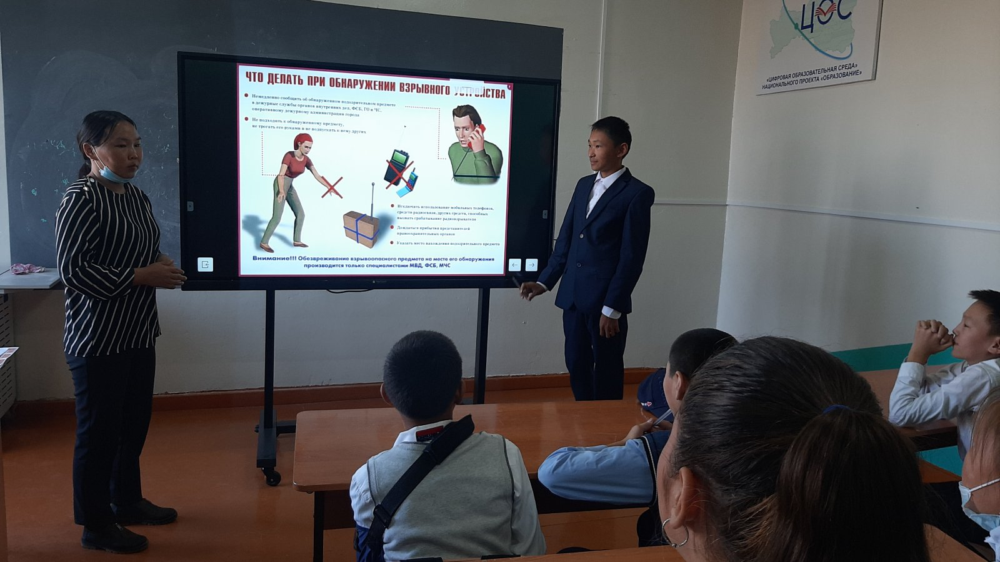 ЧТО ДЕЛАТЬ ПРИ ОБНАРУЖЕНИИ ВЗРЫВНОГО УСТРОЙСТВА
Немедленно сообщить об обнаруженном подозрительном предмете
в дежурные службы органов внутренних дел, ФСБ, ГО и ЧС,
оперативному дежурному администрации города
Не подходить к обнаруженному предмету,
не трогать его руками и не подпускать к нему других
Исключить использование мобильных телефонов,
средств радиосвязи, других средств, способных
вызвать срабатывание радиовзрывателя
Дождаться прибытия представителей
правоохранительных органов
Указать место нахождения подозрительного предмета
Внимание!!! Обезвреживание взрывоопасного предмета на месте его обнаружения
производится только специалистами МВД, ФСБ, МЧС
ЦОС
«ЦИФРОВАЯ ОБРАЗОВАТЕЛЬНАЯ СРЕДА»
НАЦИОНАЛЬНОГО ПРОЕКТА «ОБРАЗОВАНИЕ»